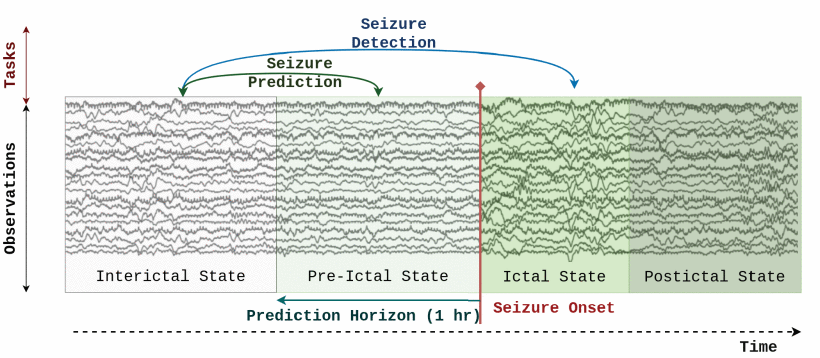 Seizure
Detection
Seizure
Prediction
Tasks
Observations
Interictal State
Pre-Ictal State
Ictal State
Postictal State
Prediction Horizon (1 hr)
Seizure Onset
Time